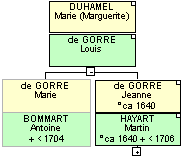 DUHAMEL
Marie (Marguerite)
de GORRE
Louis
de GORRE
Marie
de GORRE
Jeanne
°ca 1640
BOMMART
Antoine
+ < 1704
HAYART
Martin
°ca 1640 + < 1706